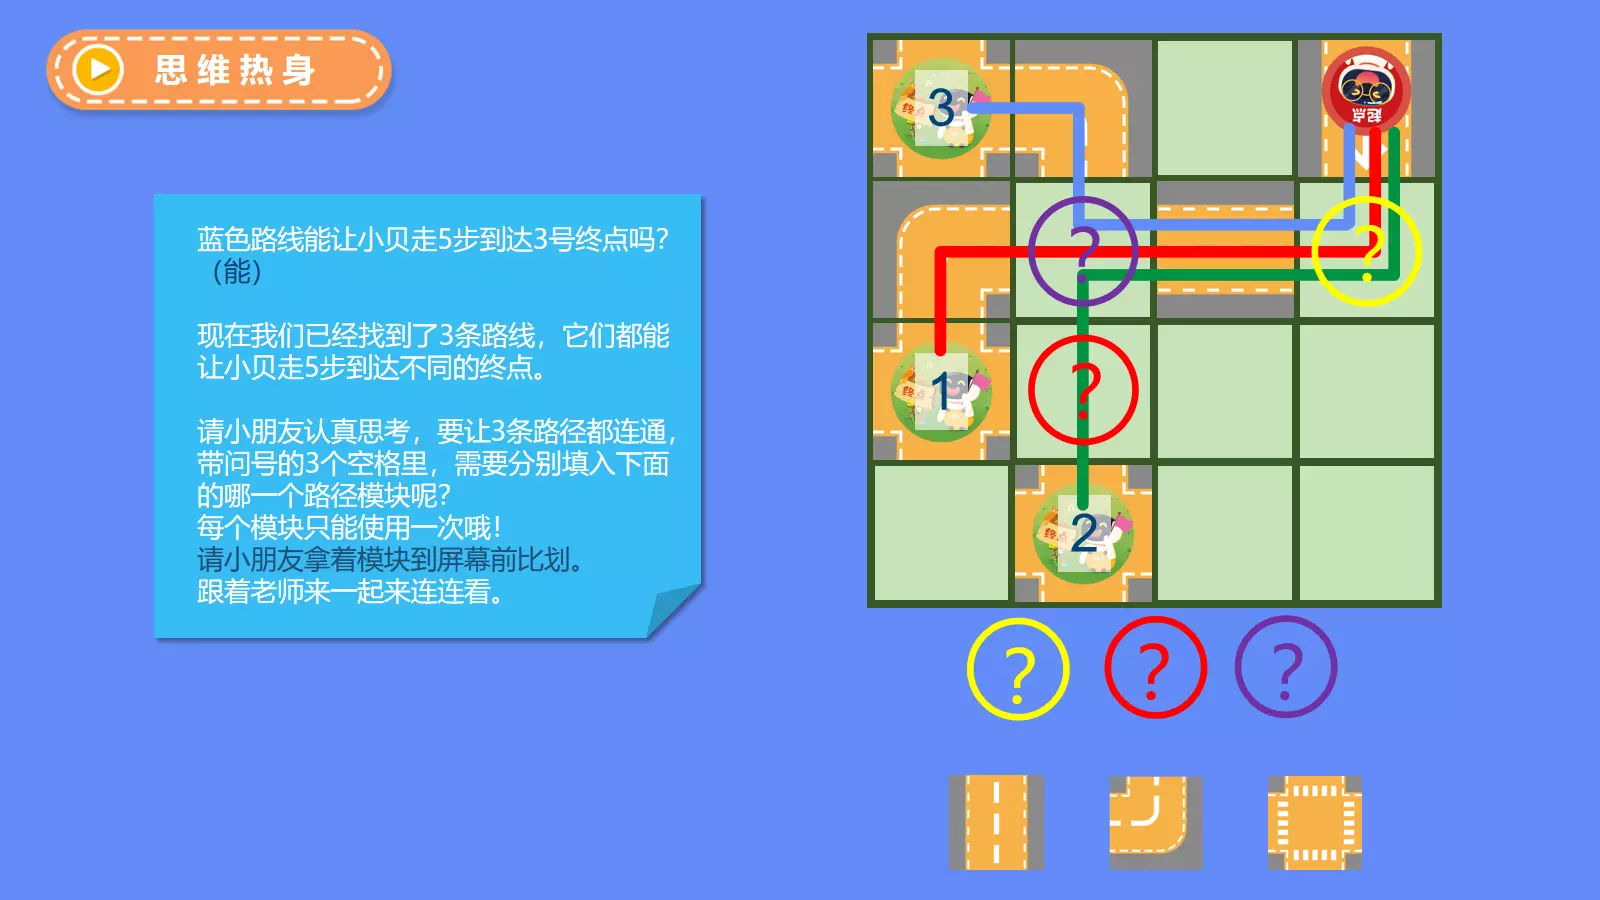 思维热身
蓝色路线能让小贝走5步到达3号终点吗？
（能）
现在我们已经找到了3条路线，它们都能
让小贝走5步到达不同的终点。
请小朋友认真思考，要让3条路径都连通，
带问号的3个空格里，需要分别填入下面
的哪一个路径模块呢？
每个模块只能使用一次哦！
请小朋友拿着模块到屏幕前比划。
跟着老师来一起来连连看。
3
起点
?
?
1
?
2
? ? ?